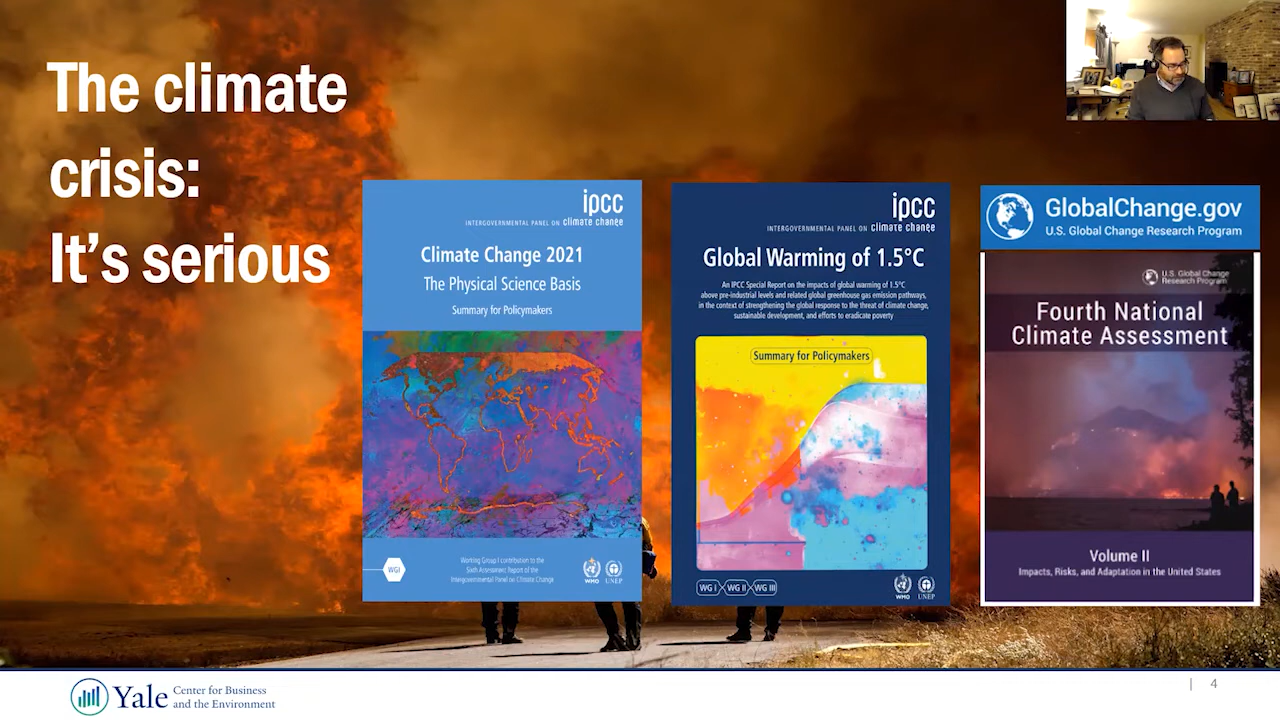 The climate
crisis:
It's serious
ipcc
INTERGOVERNMENTAL PANEL ON climate change
Climate Change 2021
The Physical Science Basis
Summary for Policymakers
WGI
Working Group I contribution to the
Sixth Assessment Report of the
Intergovernmental Panel on Climate Change
WMO
UNEP
ipcc
INTERGOVERNMENTAL PANEL ON climate change
Global Warming of 1.5°C
An IPCC Special Report on the impacts of global warming of 1.5°C
above pre-industrial levels and related global greenhouse gas emission pathways,
in the context of strengthening the global response to the threat of climate change,
sustainable development, and efforts to eradicate poverty
Summary for Policymakers
WG I WG II WG III
WMO
UNEP
GlobalChange.gov
U.S. Global Change Research Program
U.S. Global Change
Research Program
Fourth National
Climate Assessment
Volume II
Impacts, Risks, and Adaptation in the United States
Yale Center for Business
and the Environment
| 4